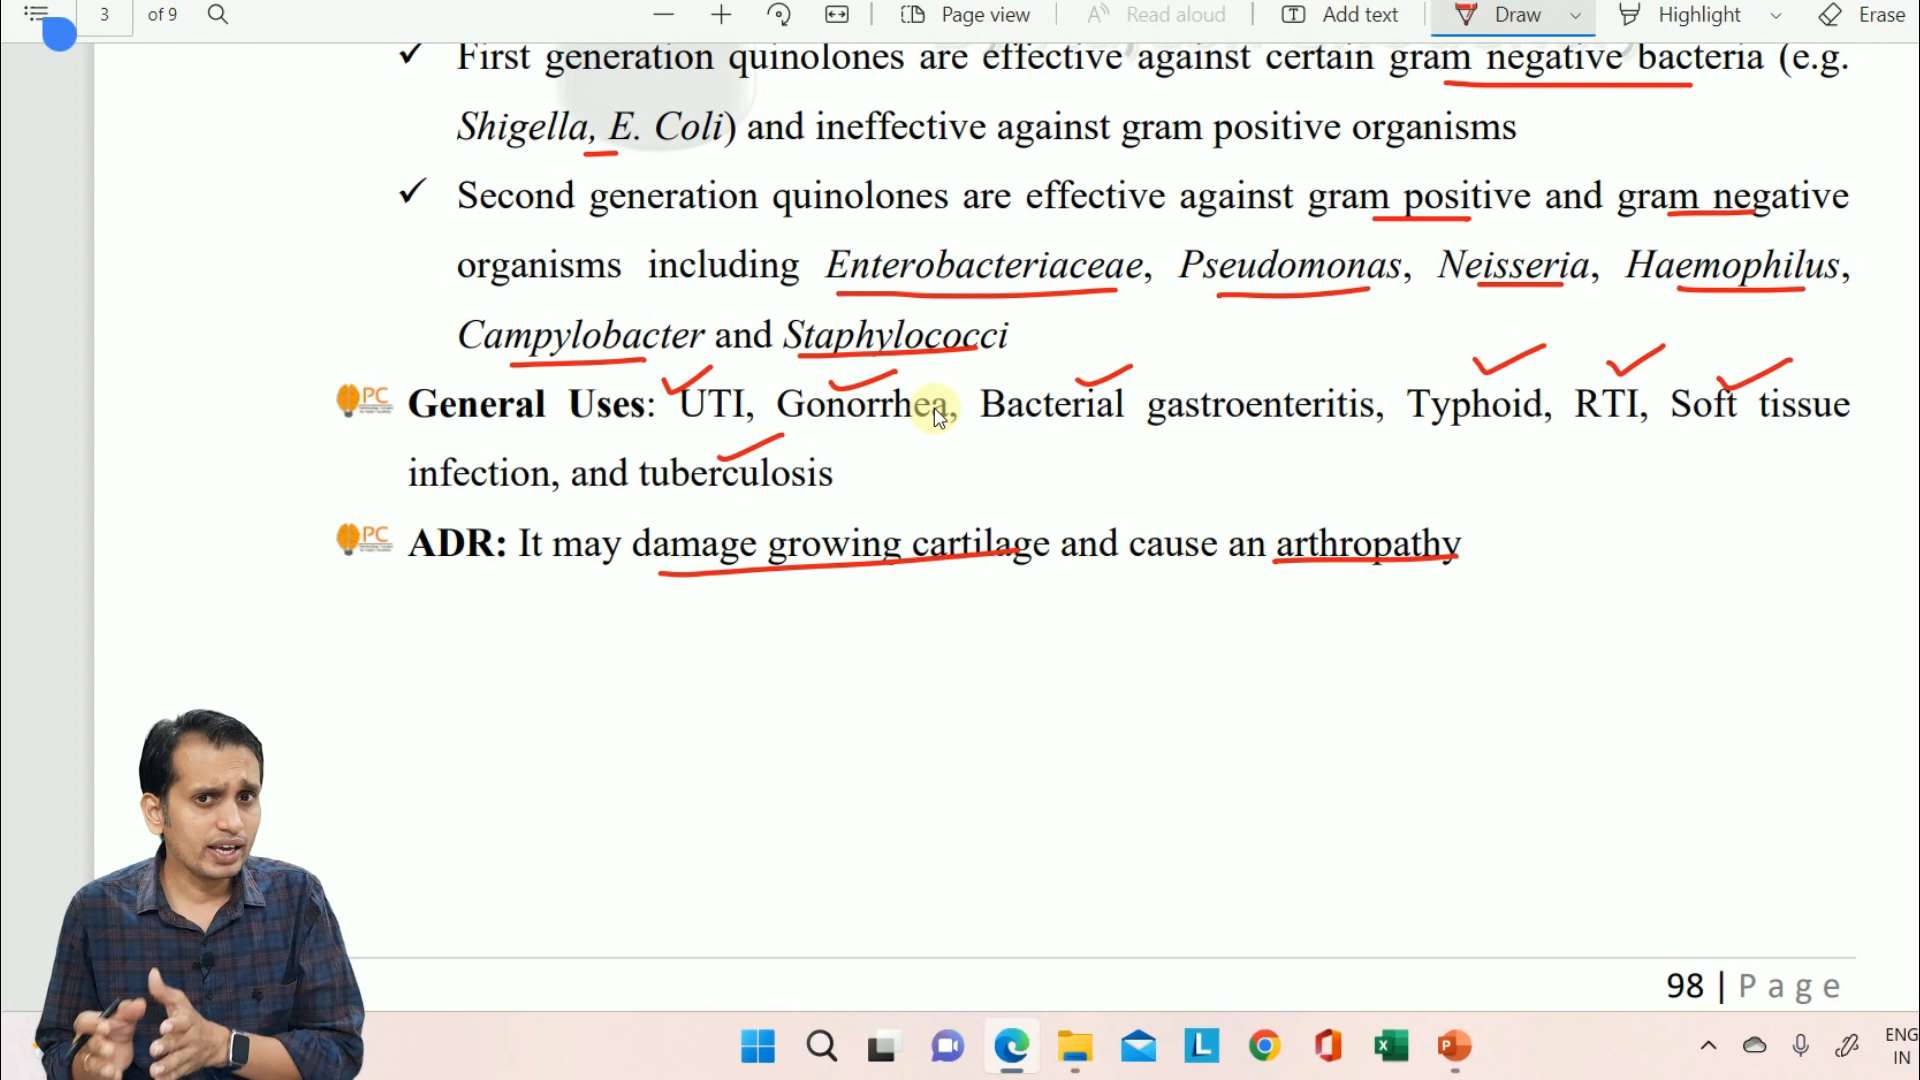 3 of 9 Page view Read aloud Add text Draw Highlight Erase
First generation quinolones are effective against certain gram negative bacteria (e.g.
Shigella, E. Coli) and ineffective against gram positive organisms
Second generation quinolones are effective against gram positive and gram negative
organisms including Enterobacteriaceae, Pseudomonas, Neisseria, Haemophilus,
Campylobacter and Staphylococci
PC General Uses: UTI, Gonorrhea, Bacterial gastroenteritis, Typhoid, RTI, Soft tissue
infection, and tuberculosis
PC ADR: It may damage growing cartilage and cause an arthropathy
98 | Page
ENG
IN